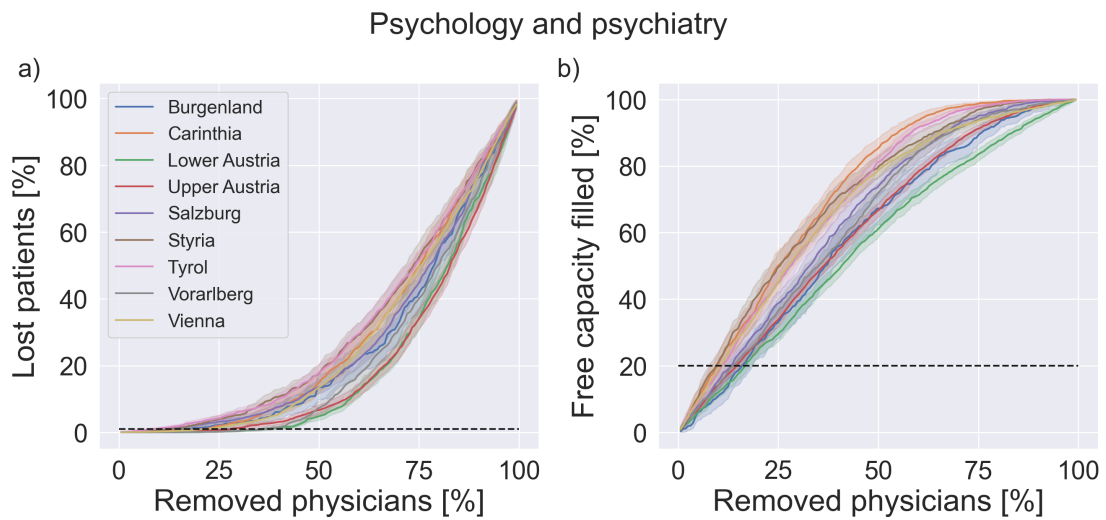 Psychology and psychiatry
a)
Lost patients [%]
100
80
60
40
20
0
Burgenland
Carinthia
Lower Austria
Upper Austria
Salzburg
Styria
Tyrol
Vorarlberg
Vienna
0 25 50 75 100
Removed physicians [%]
b)
Free capacity filled [%]
100
80
60
40
20
0
0 25 50 75 100
Removed physicians [%]